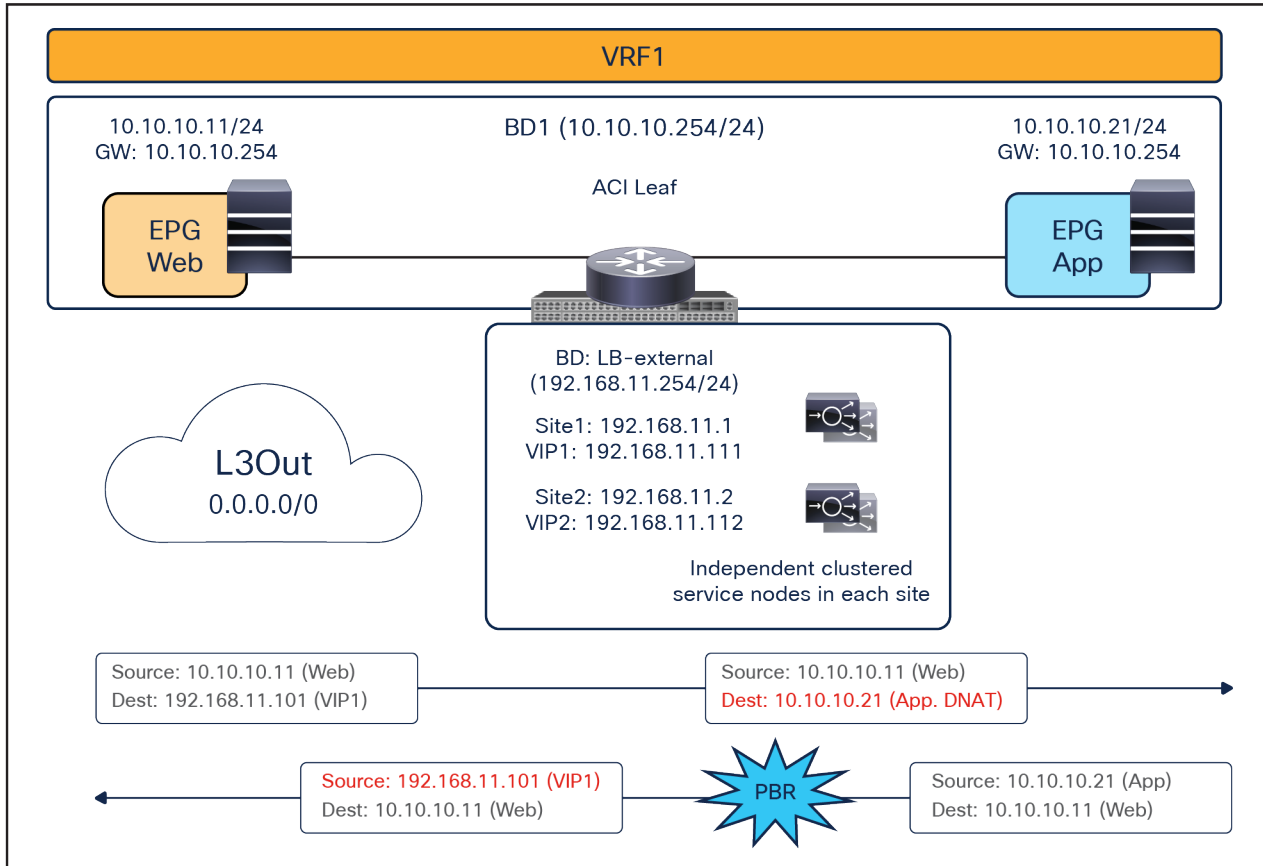 VRF1
10.10.10.11/24
GW: 10.10.10.254
BD1 (10.10.10.254/24)
10.10.10.21/24
GW: 10.10.10.254
ACI Leaf
EPG
Web
EPG
App
BD: LB-external
(192.168.11.254/24)
Site1: 192.168.11.1
VIP1: 192.168.11.111
Site2: 192.168.11.2
VIP2: 192.168.11.112
Independent clustered
service nodes in each site
L3Out
0.0.0.0/0
Source: 10.10.10.11 (Web)
Dest: 192.168.11.101 (VIP1)
Source: 10.10.10.11 (Web)
Dest: 10.10.10.21 (App. DNAT)
Source: 192.168.11.101 (VIP1)
Dest: 10.10.10.11 (Web)
PBR
Source: 10.10.10.21 (App)
Dest: 10.10.10.11 (Web)